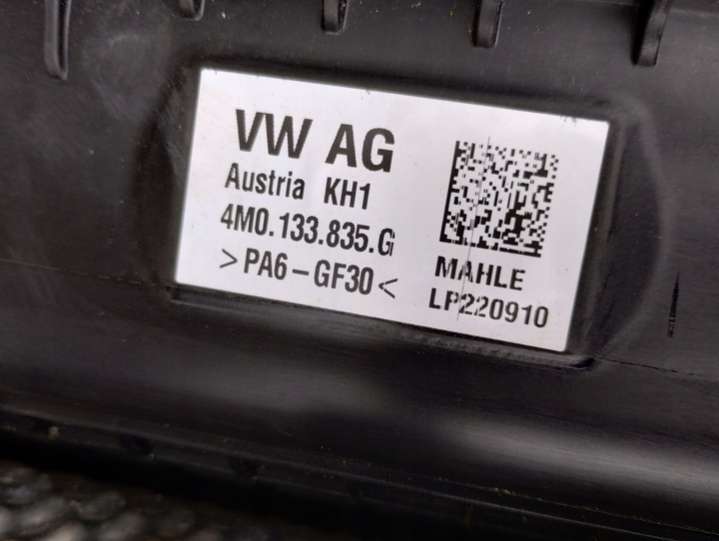 VW AG
Austria KH1
4M0.133.835.G
>PA6-GF30<
MAHLE
LP220910